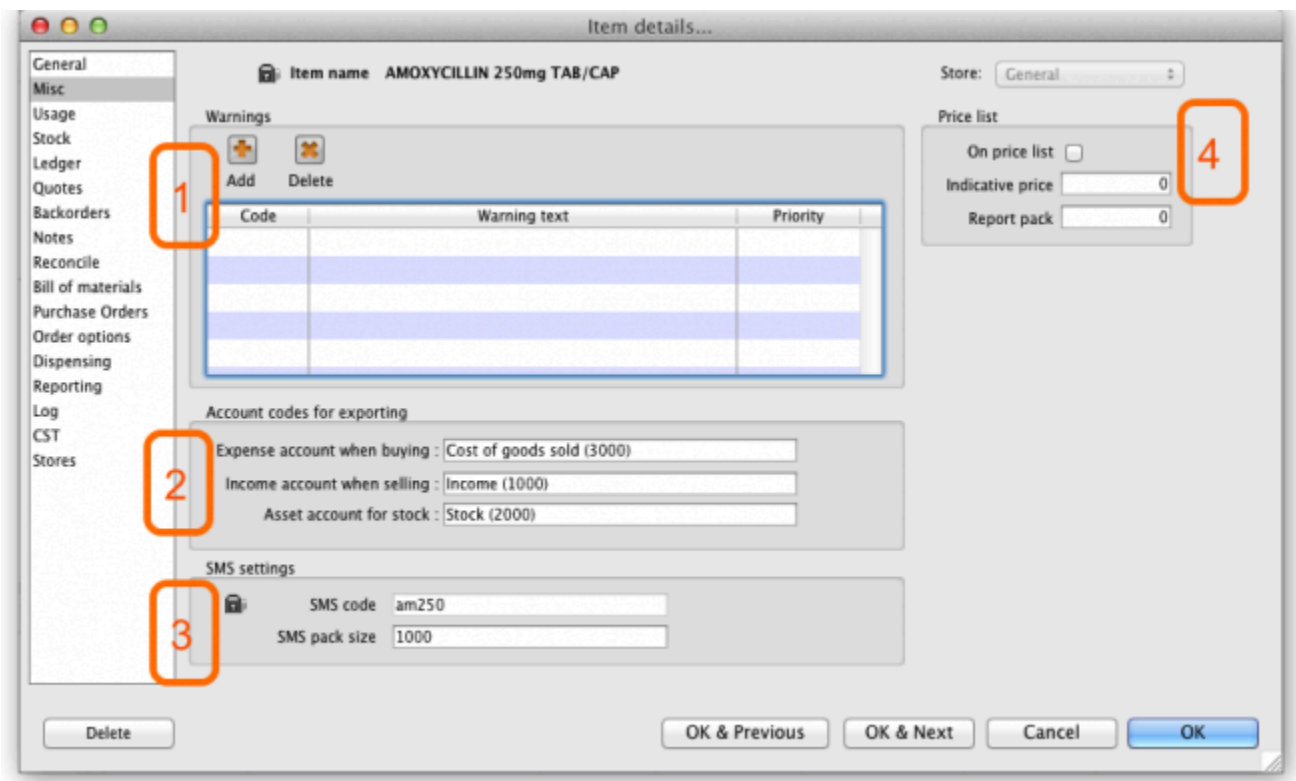 Item details...
General
Misc
Usage
Stock
Ledger
Quotes
Backorders
Notes
Reconcile
Bill of materials
Purchase Orders
Order options
Dispensing
Reporting
Log
CST
Stores
Item name AMOXYCILLIN 250mg TAB/CAP
Store: General
Warnings
Add Delete
1
Code Warning text Priority
Price list
On price list
Indicative price 0
Report pack 0
4
Account codes for exporting
2
Expense account when buying : Cost of goods sold (3000)
Income account when selling : Income (1000)
Asset account for stock : Stock (2000)
SMS settings
3
SMS code am250
SMS pack size 1000
Delete OK & Previous OK & Next Cancel OK